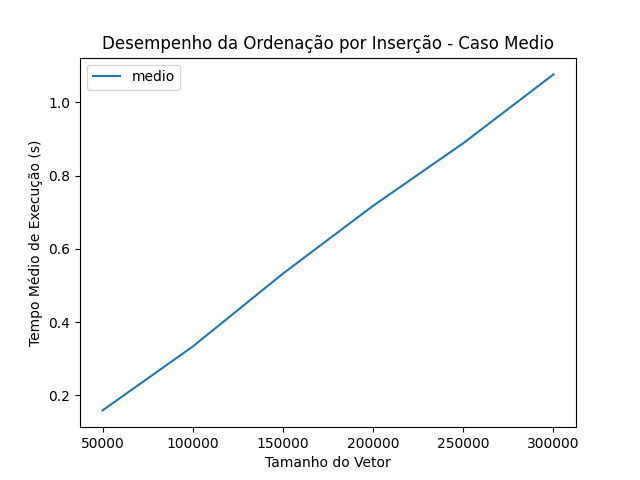 Desempenho da Ordenação por Inserção - Caso Medio
medio
Tempo Médio de Execução (s)
1.0
0.8
0.6
0.4
0.2
50000 100000 150000 200000 250000 300000
Tamanho do Vetor